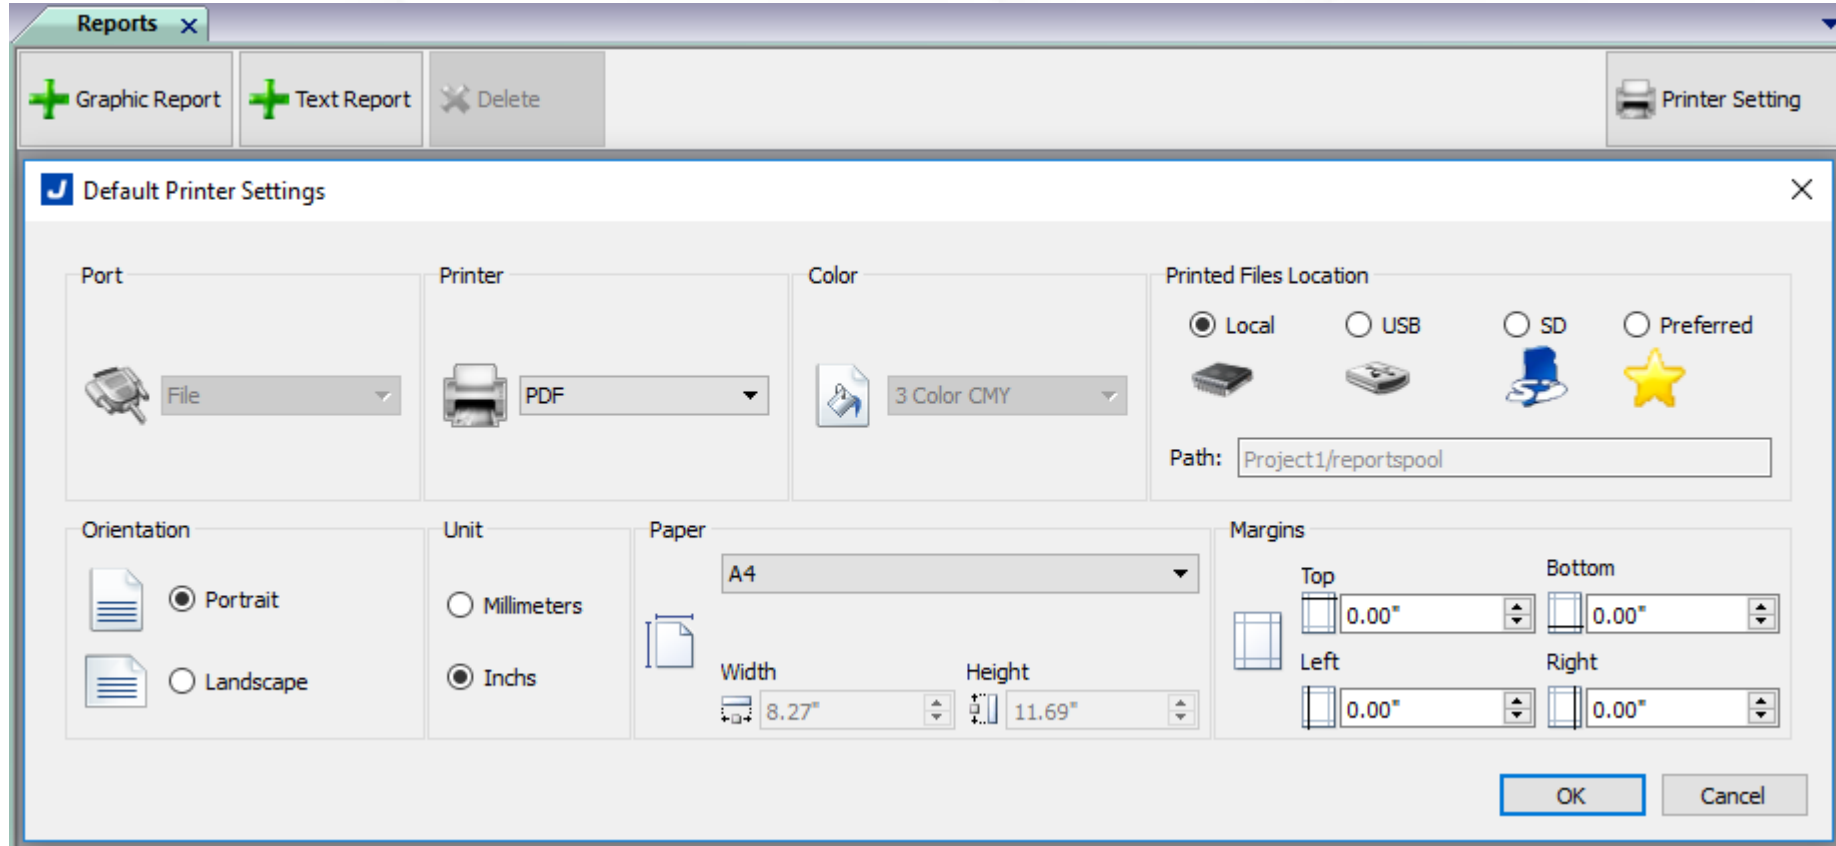 Reports
Graphic Report
Text Report
Delete
Printer Setting
J Default Printer Settings
Port
Printer
Color
Printed Files Location
Local
USB
SD
Preferred
File
PDF
3 Color CMY
Path: Project1/reportspool
Orientation
Unit
Paper
Margins
Portrait
Landscape
Millimeters
Inchs
A4
Width
Height
8.27"
11.69"
Top
Bottom
0.00"
0.00"
Left
Right
0.00"
0.00"
OK
Cancel